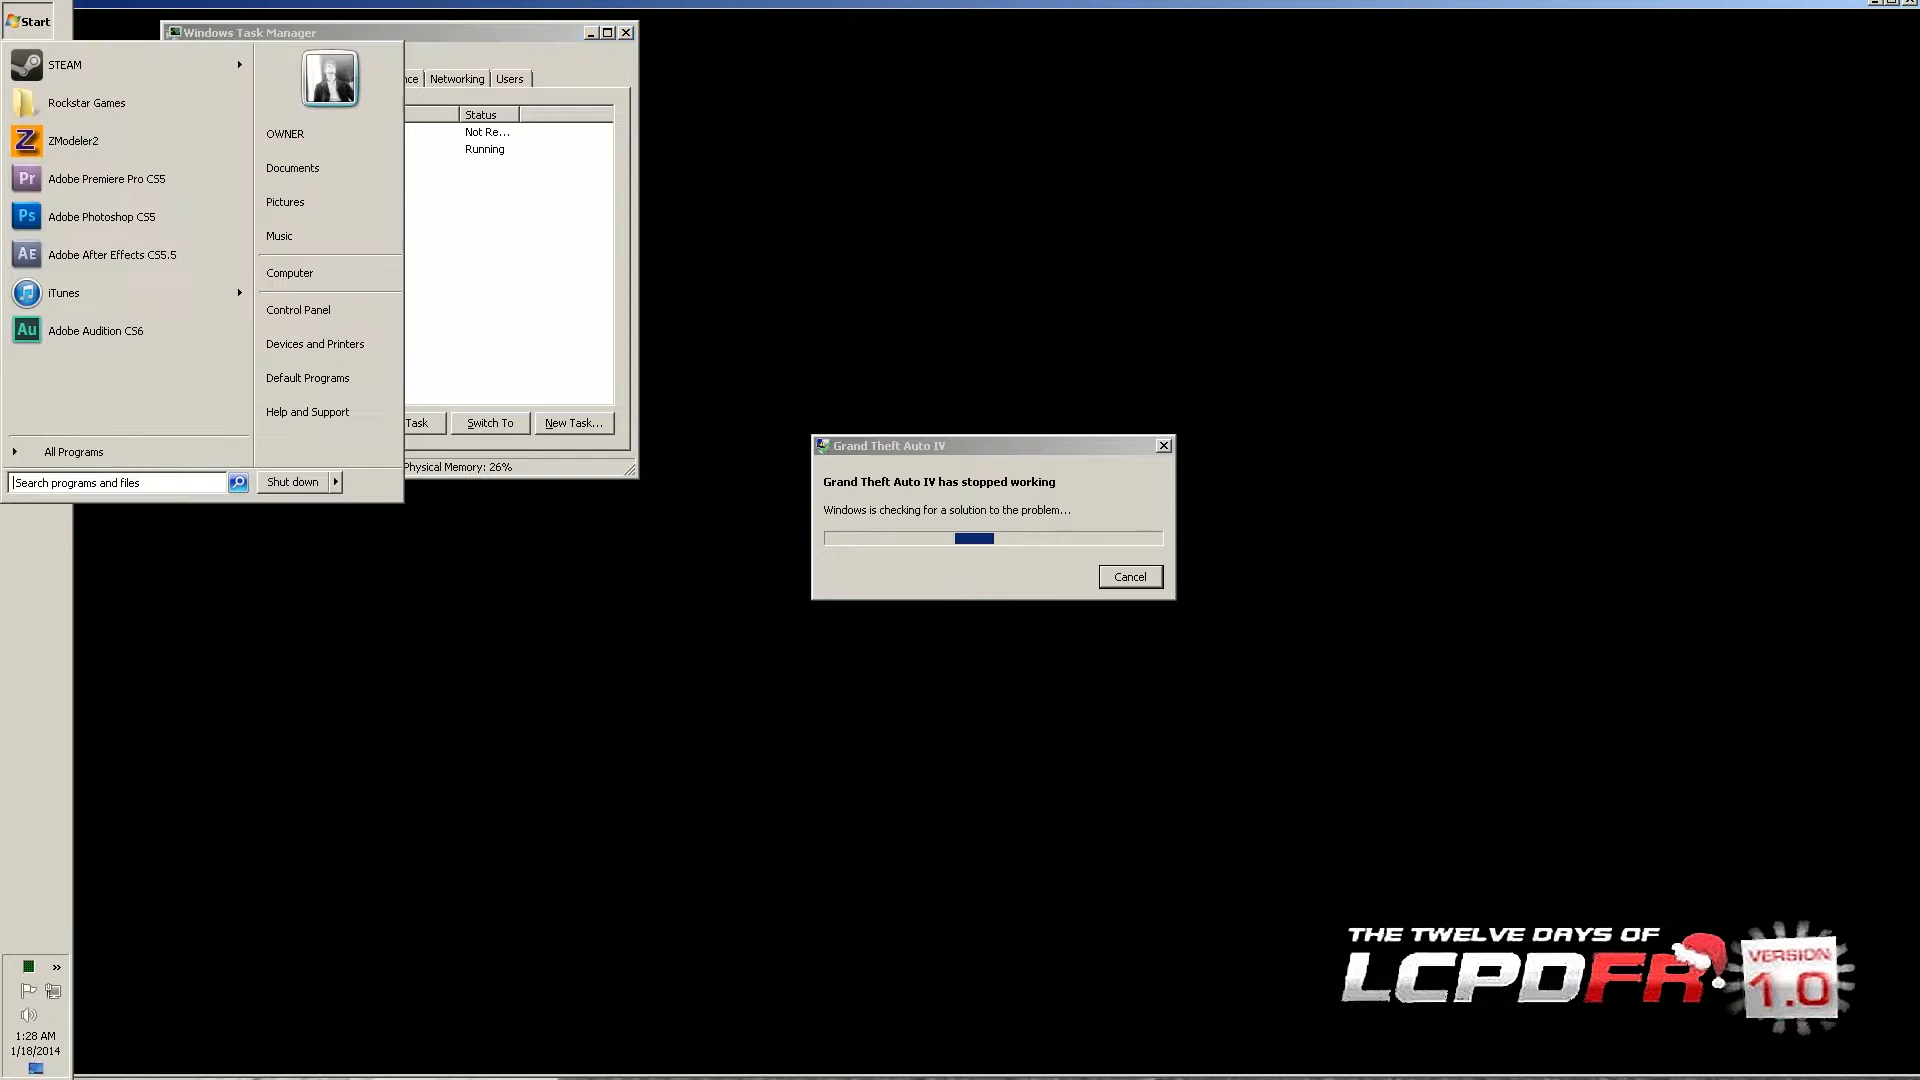 Start
Windows Task Manager
STEAM
Rockstar Games
ZModeler2
Pr
Adobe Premiere Pro CS5
Ps
Adobe Photoshop CS5
AE
Adobe After Effects CS5.5
iTunes
Au
Adobe Audition CS6
All Programs
Search programs and files
OWNER
Documents
Pictures
Music
Computer
Control Panel
Devices and Printers
Default Programs
Help and Support
Shut down
nce
Networking
Users
Status
Not Re...
Running
Task
Switch To
New Task...
Physical Memory: 26%
Grand Theft Auto IV
Grand Theft Auto IV has stopped working
Windows is checking for a solution to the problem...
Cancel
THE TWELVE DAYS OF
LCPDFR
VERSION
1.0
1:28 AM
1/18/2014